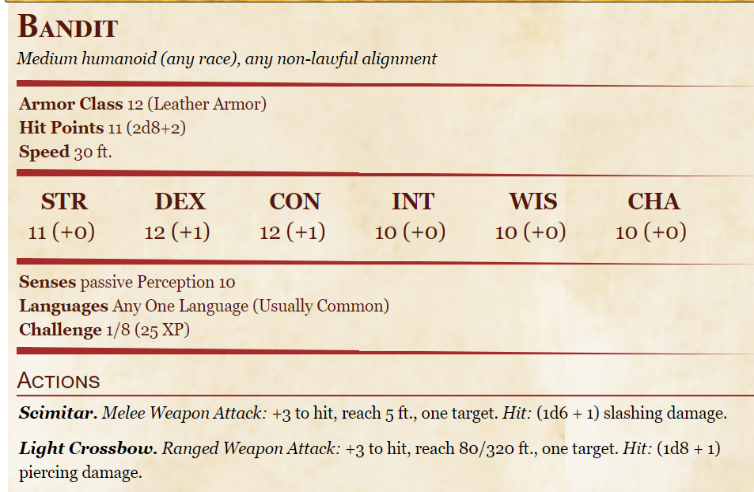 BANDIT
Medium humanoid (any race), any non-lawful alignment
Armor Class 12 (Leather Armor)
Hit Points 11 (2d8+2)
Speed 30 ft.
STR DEX CON INT WIS CHA
11 (+0) 12 (+1) 12 (+1) 10 (+0) 10 (+0) 10 (+0)
Senses passive Perception 10
Languages Any One Language (Usually Common)
Challenge 1/8 (25 XP)
ACTIONS
Scimitar. Melee Weapon Attack: +3 to hit, reach 5 ft., one target. Hit: (1d6 + 1) slashing damage.
Light Crossbow. Ranged Weapon Attack: +3 to hit, reach 80/320 ft., one target. Hit: (1d8 + 1)
piercing damage.